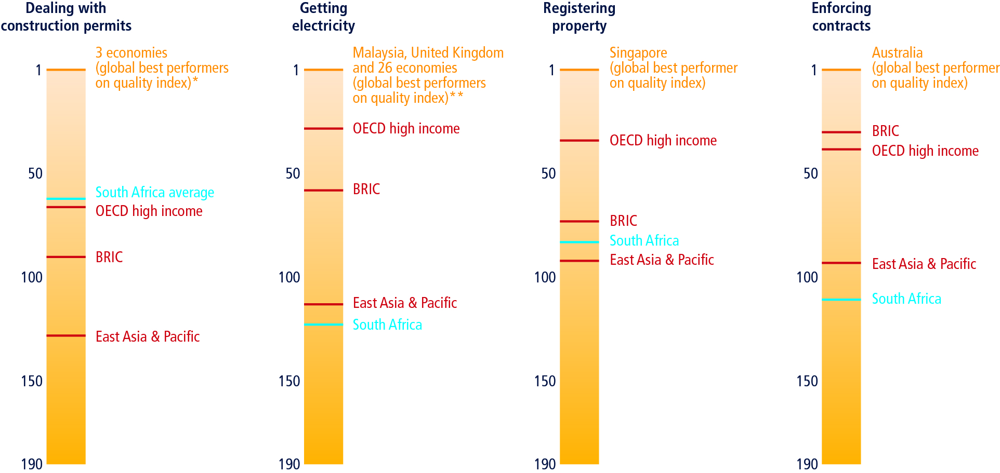 Dealing with
construction permits
3 economies
(global best performers
on quality index)*
1
50
South Africa average
OECD high income
BRIC
100
East Asia & Pacific
150
190
Getting
electricity
Malaysia, United Kingdom
and 26 economies
(global best performers
on quality index)**
1
OECD high income
50
BRIC
100
East Asia & Pacific
South Africa
150
190
Registering
property
Singapore
(global best performer
on quality index)
1
OECD high income
50
BRIC
South Africa
East Asia & Pacific
100
150
190
Enforcing
contracts
Australia
(global best performer
on quality index)
1
BRIC
OECD high income
50
East Asia & Pacific
100
South Africa
150
190